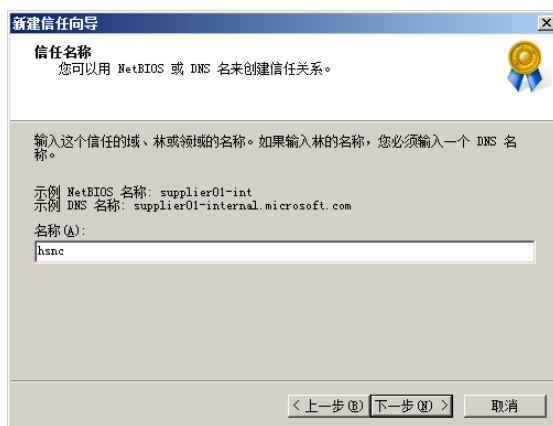 新建信任向导
信任名称
您可以用 NetBIOS 或 DNS 名来创建信任关系。
输入这个信任的域、林或领域的名称。如果输入林的名称，您必须输入一个 DNS 名
称。
示例 NetBIOS 名称: supplier01-int
示例 DNS 名称: supplier01-internal.microsoft.com
名称(A):
hsnc
< 上一步(B) 下一步(N) > 取消